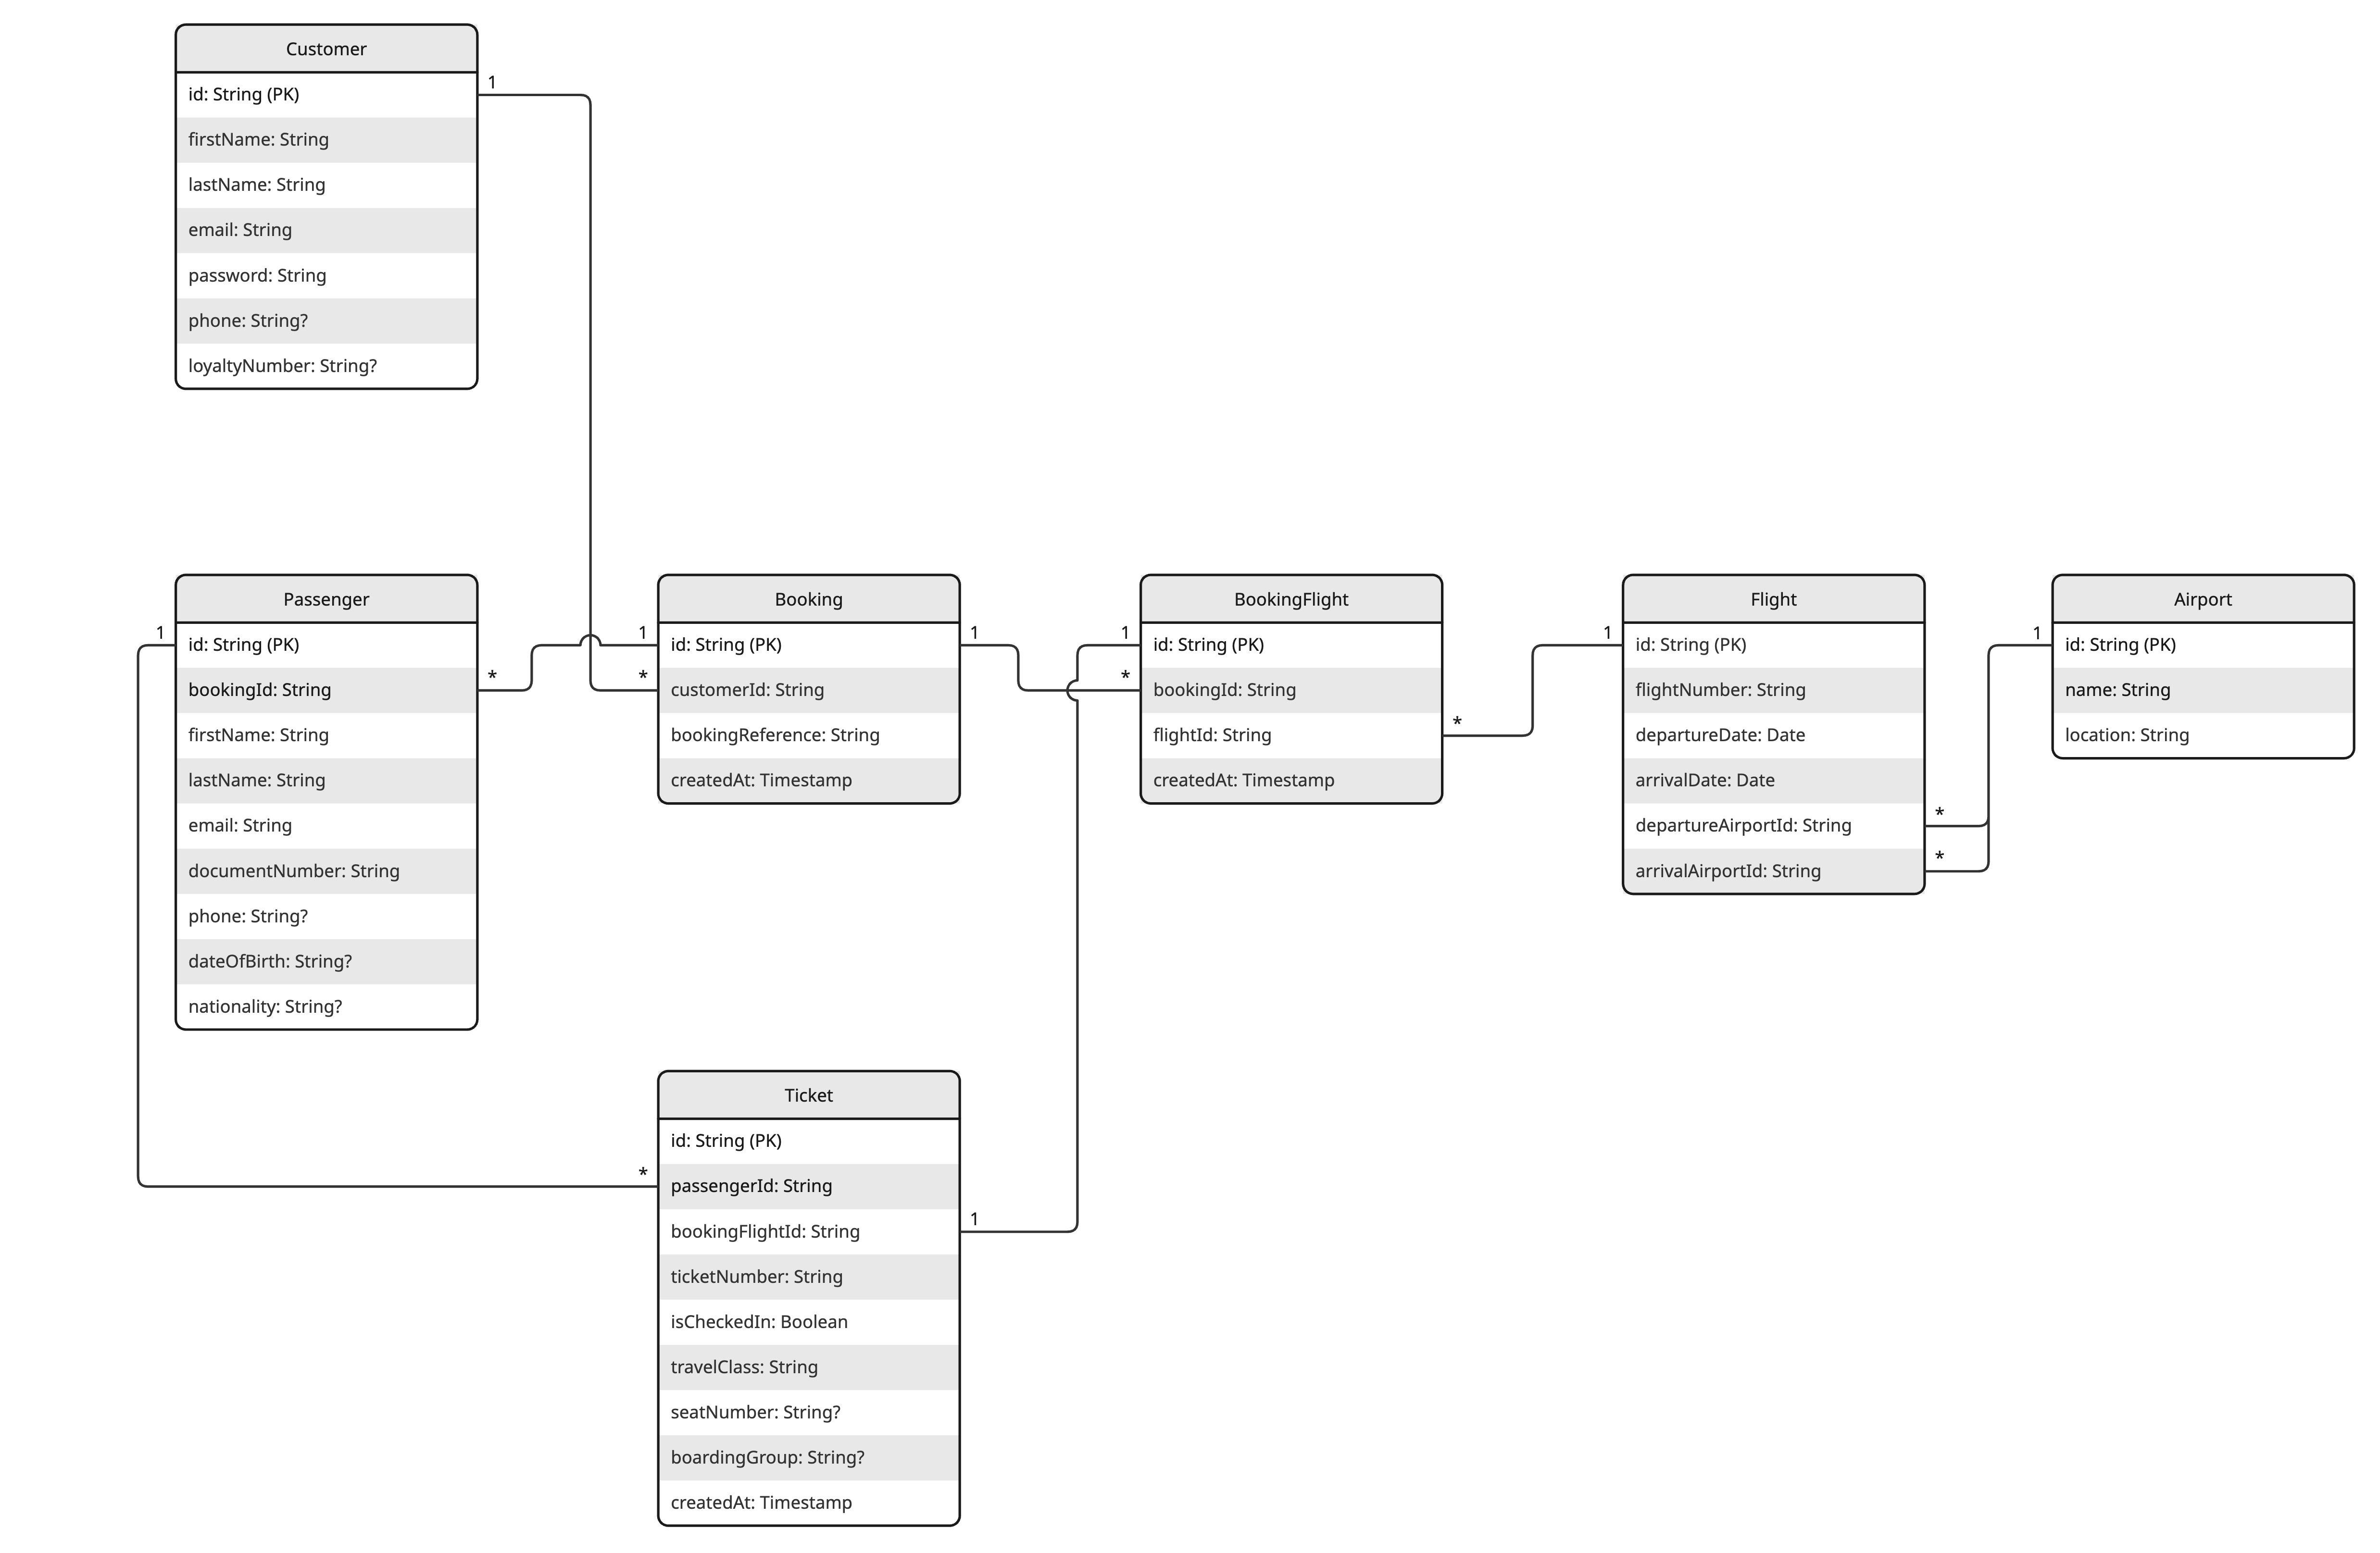 Customer
id: String (PK)
firstName: String
lastName: String
email: String
password: String
phone: String?
loyaltyNumber: String?
1
Passenger
id: String (PK)
bookingId: String
firstName: String
lastName: String
email: String
documentNumber: String
phone: String?
dateOfBirth: String?
nationality: String?
1
*
Booking
id: String (PK)
customerId: String
bookingReference: String
createdAt: Timestamp
1
*
1
BookingFlight
id: String (PK)
bookingId: String
flightId: String
createdAt: Timestamp
1
*
*
Flight
id: String (PK)
flightNumber: String
departureDate: Date
arrivalDate: Date
departureAirportId: String
arrivalAirportId: String
1
*
*
Airport
id: String (PK)
name: String
location: String
1
Ticket
id: String (PK)
passengerId: String
bookingFlightId: String
ticketNumber: String
isCheckedIn: Boolean
travelClass: String
seatNumber: String?
boardingGroup: String?
createdAt: Timestamp
*
1